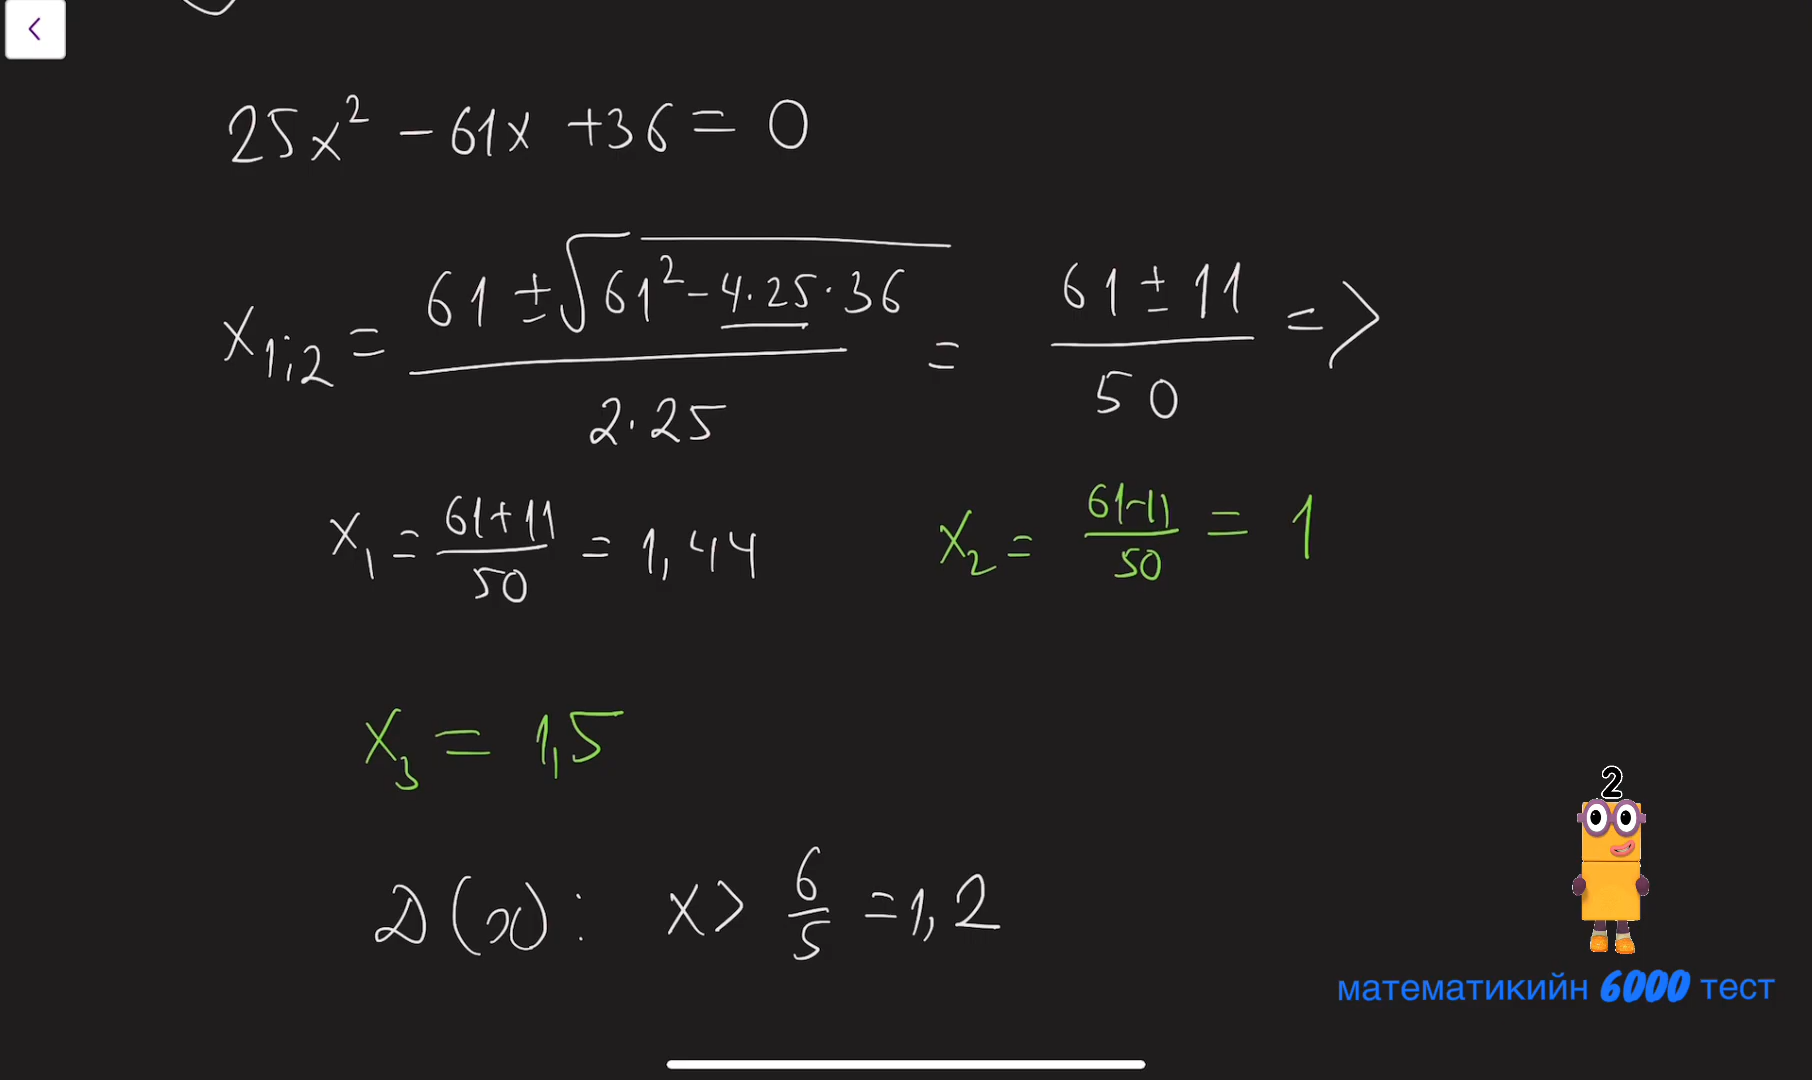 25x² - 61x + 36 = 0
x₁;₂ = (61 ± √(61² - 4·25·36)) / (2·25) = (61 ± 11) / 50 =>
x₁ = (61+11)/50 = 1,44 x₂ = (61-11)/50 = 1
x₃ = 1,5
D(x): x > 6/5 = 1,2
2
математикийн 6000 тест